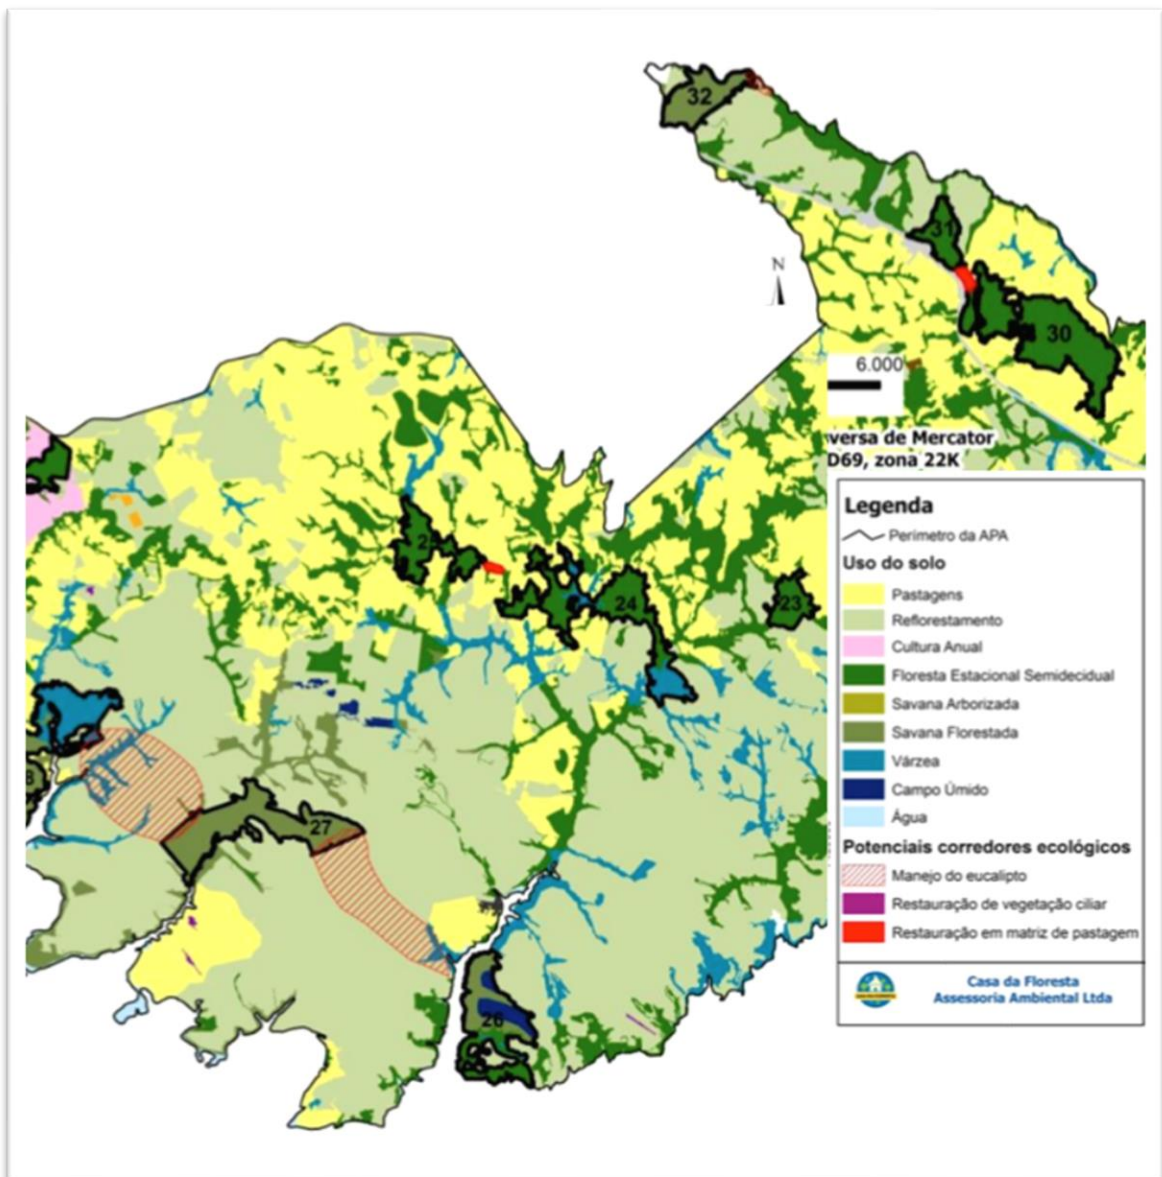 32
31
30
N
6.000
versa de Mercator
D69, zona 22K
2
24
23
8
27
26
Legenda
Perímetro da APA
Uso do solo
Pastagens
Reflorestamento
Cultura Anual
Floresta Estacional Semidecidual
Savana Arborizada
Savana Florestada
Várzea
Campo Úmido
Água
Potenciais corredores ecológicos
Manejo do eucalipto
Restauração de vegetação ciliar
Restauração em matriz de pastagem
Casa da Floresta
Assessoria Ambiental Ltda